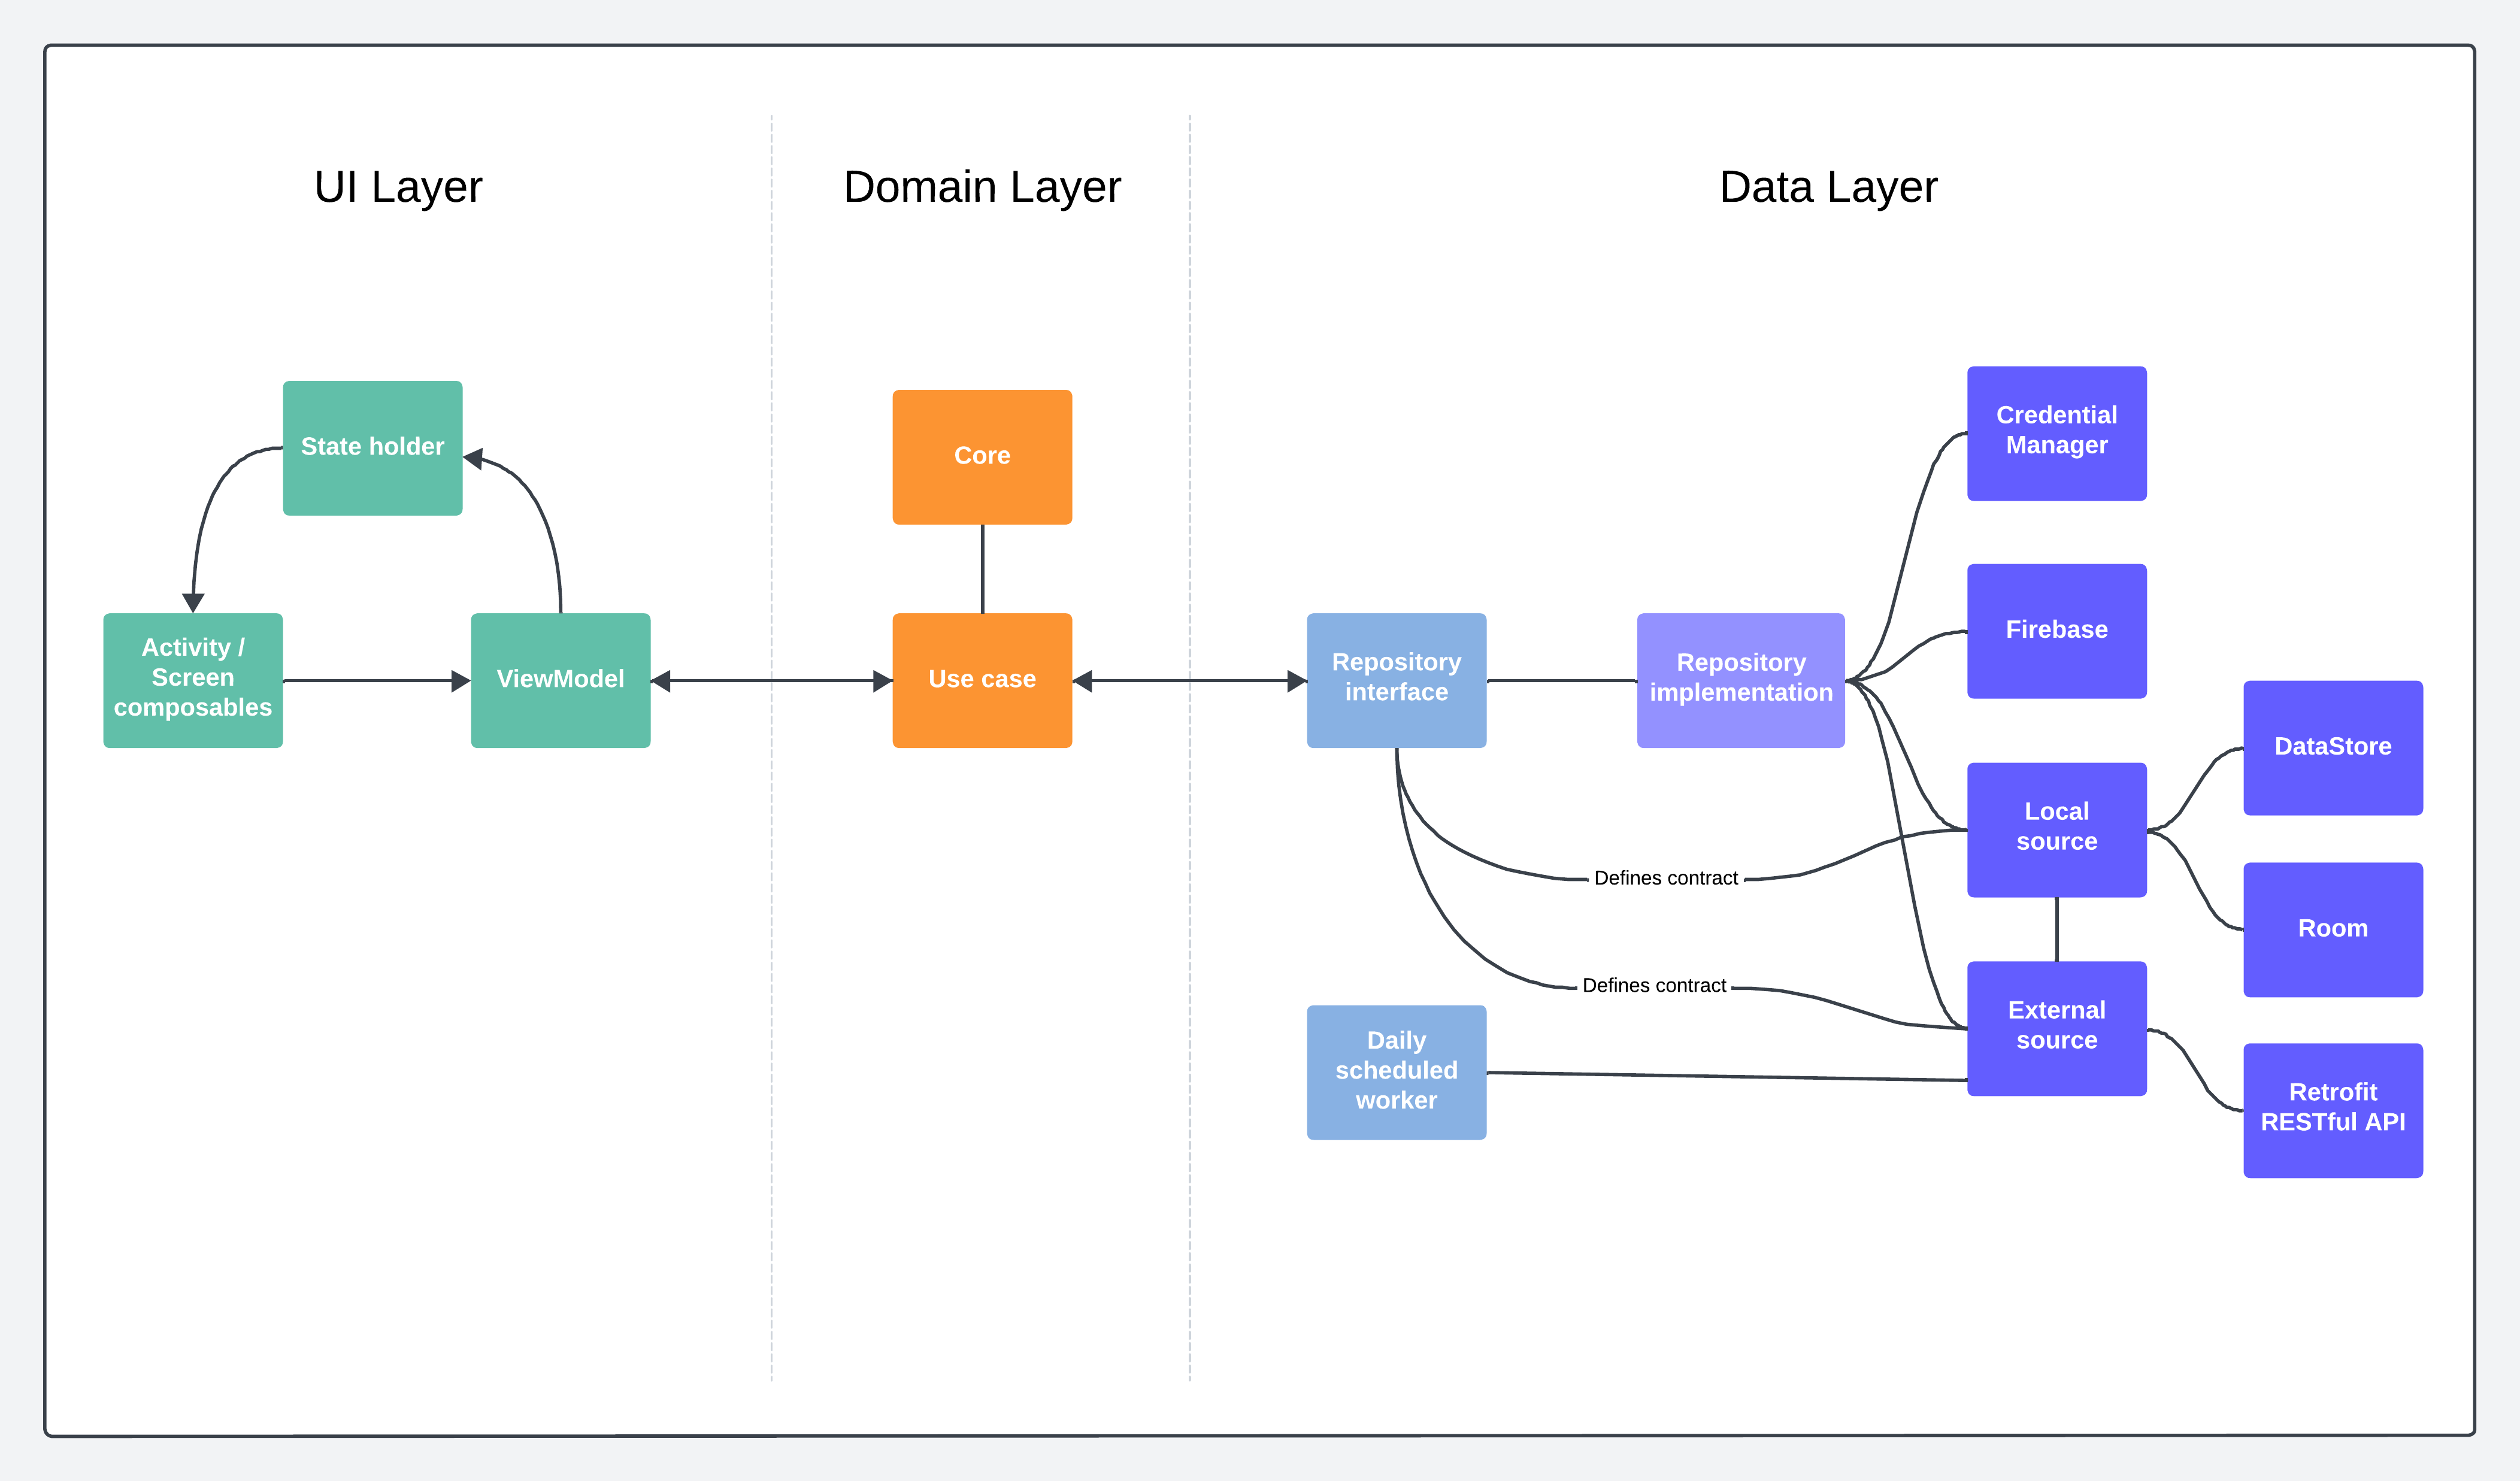 UI Layer
Domain Layer
Data Layer
State holder
Activity /
Screen
composables
ViewModel
Core
Use case
Repository
interface
Repository
implementation
Credential
Manager
Firebase
Local
source
DataStore
Room
Defines contract
Defines contract
External
source
Daily
scheduled
worker
Retrofit
RESTful API